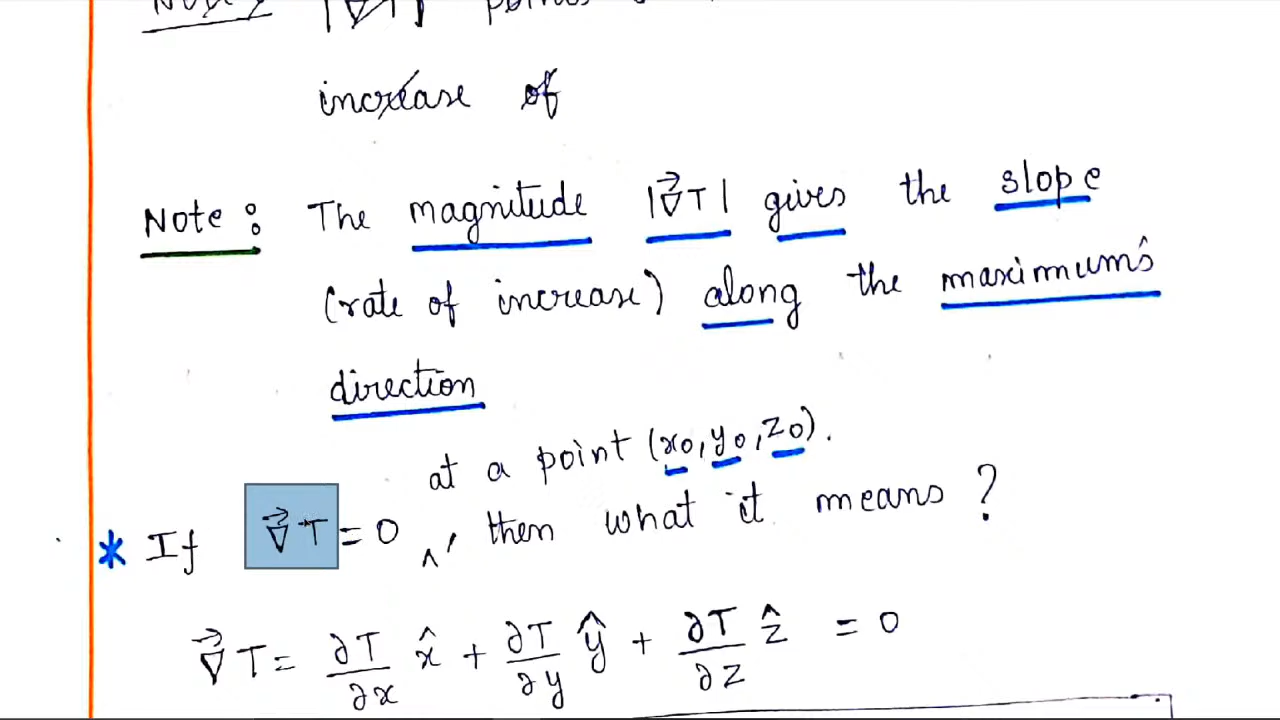 |∇T| points
increase of
Note : The magnitude |∇⃗T| gives the slope
(rate of increase) along the maximum's
direction
at a point (x₀, y₀, z₀).
* If ∇⃗T = 0 ^, then what it means ?
∇⃗T = ∂T/∂x x̂ + ∂T/∂y ŷ + ∂T/∂z ẑ = 0